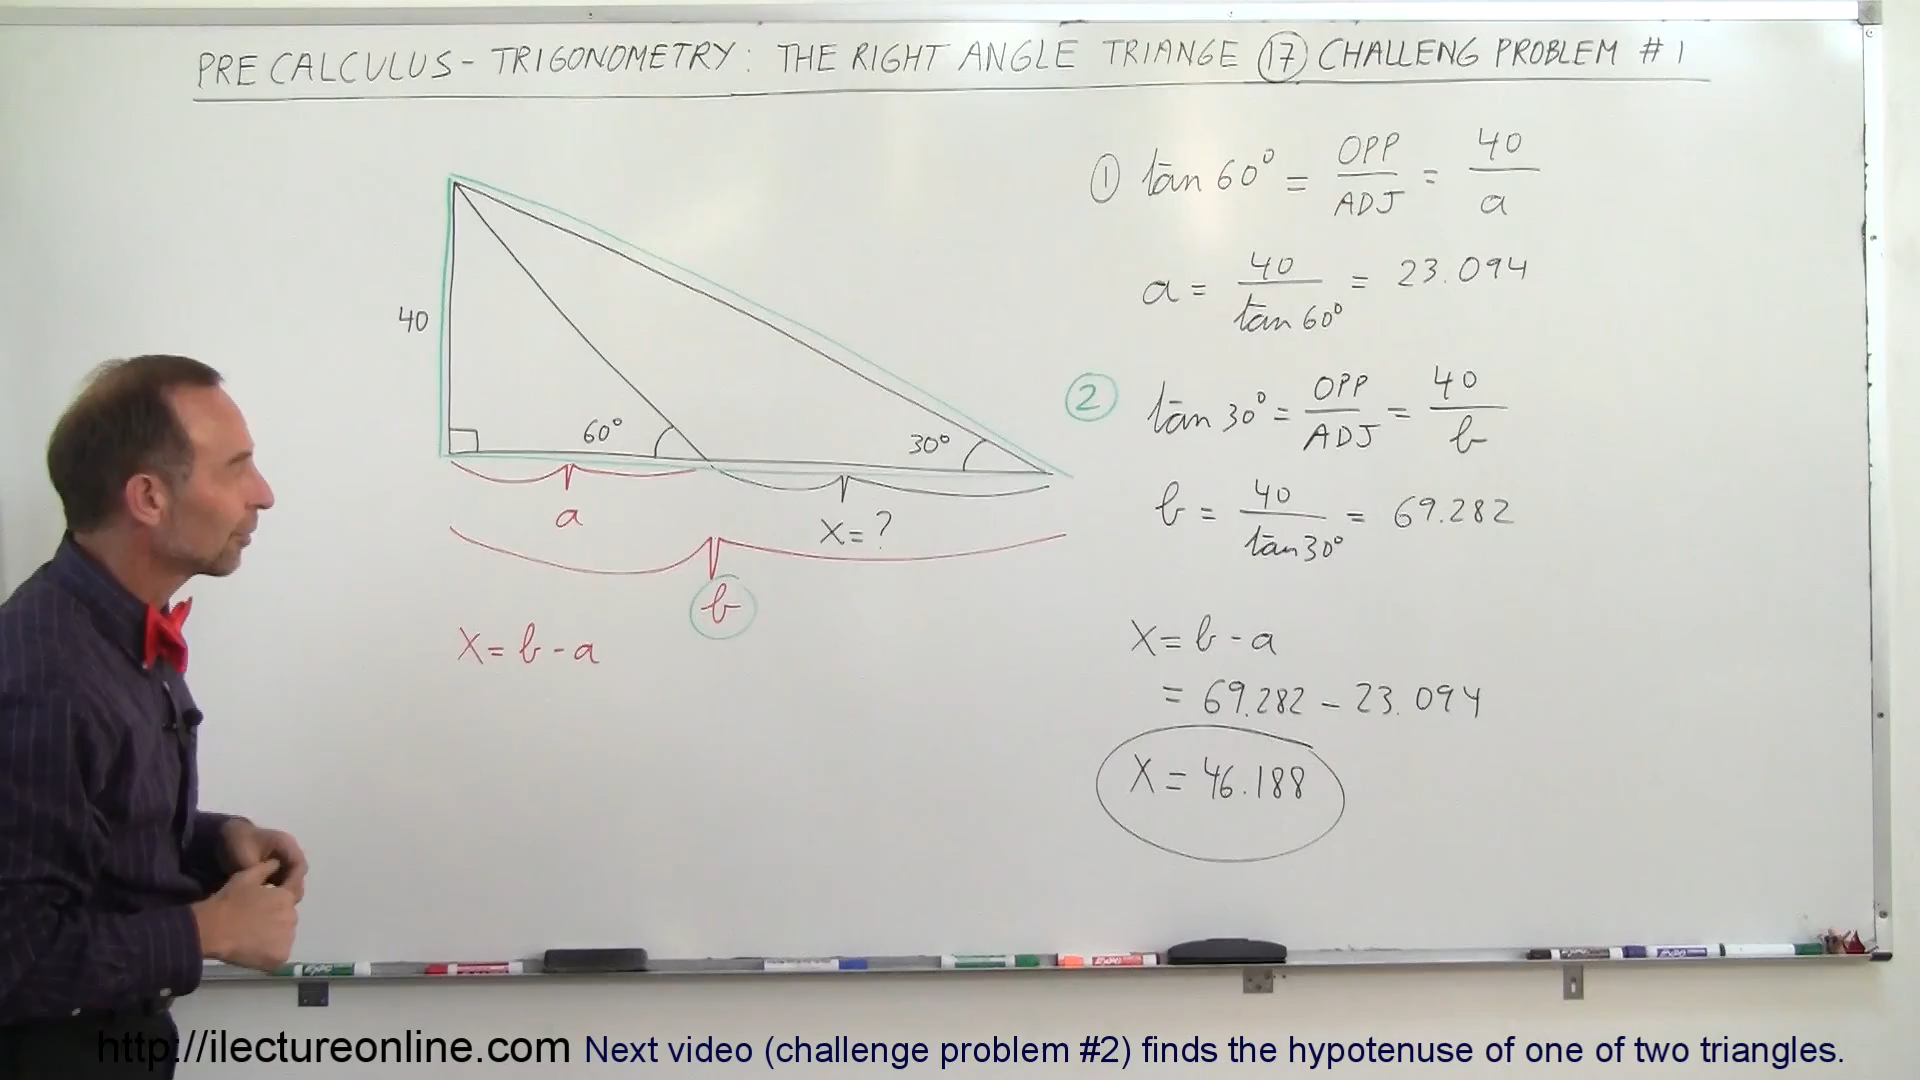 PRE CALCULUS - TRIGONOMETRY: THE RIGHT ANGLE TRIANGE 17 CHALLENG PROBLEM #1
40
60°
30°
a
X = ?
b
X = b - a
① tan 60° = OPP/ADJ = 40/a
a = 40/tan 60° = 23.094
② tan 30° = OPP/ADJ = 40/b
b = 40/tan 30° = 69.282
X = b - a
= 69.282 - 23.094
X = 46.188
EXPO
http://ilectureonline.com Next video (challenge problem #2) finds the hypotenuse of one of two triangles.